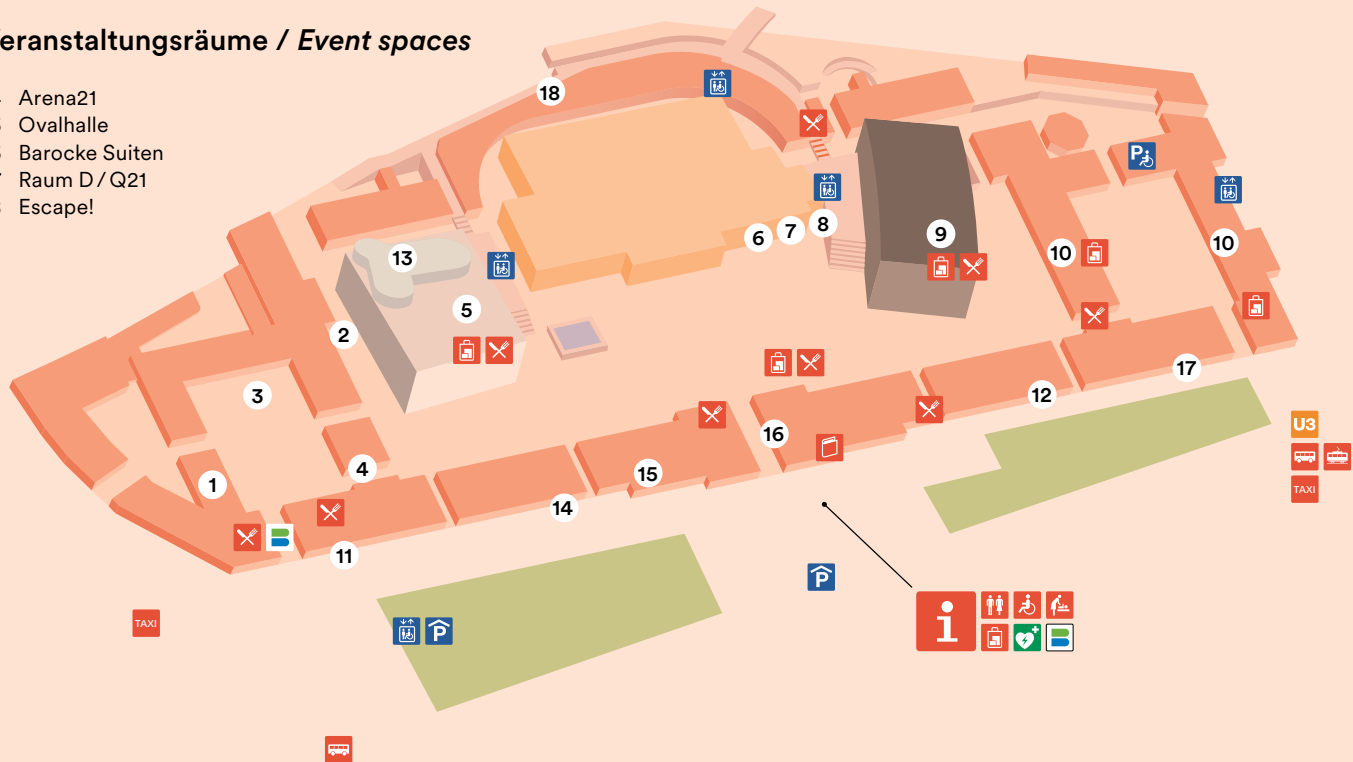 eranstaltungsräume / Event spaces
Arena21
Ovalhalle
Barocke Suiten
Raum D / Q21
Escape!
18
13
6
7
8
9
10
10
5
2
3
17
12
16
4
1
15
14
11
U3
TAXI
TAXI
P
P
P
i